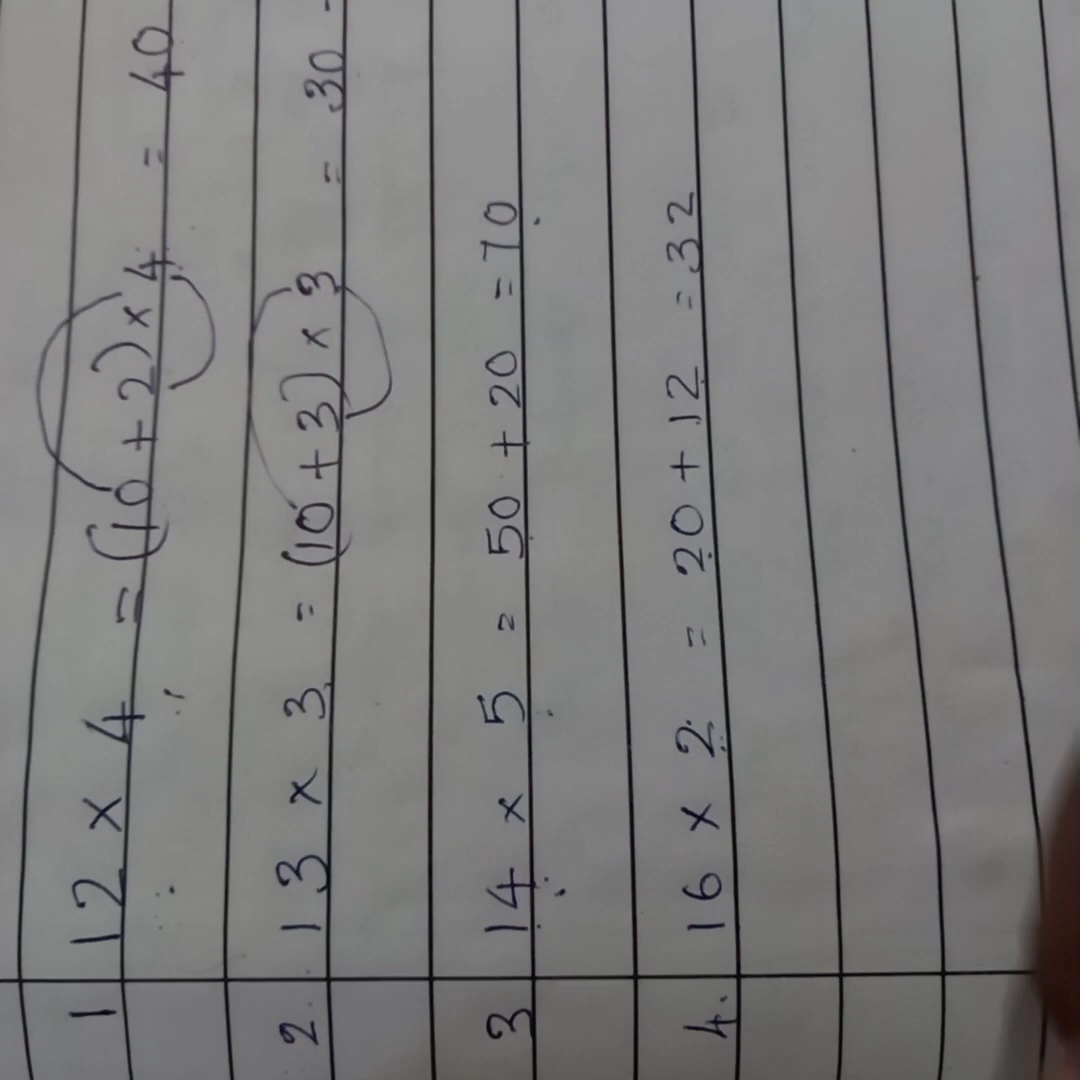 1 12 × 4 = (10 + 2) × 4 = 40
2. 13 × 3 = (10 + 3) × 3 = 30 -
3 14 × 5 = 50 + 20 = 70
4. 16 × 2 = 20 + 12 = 32